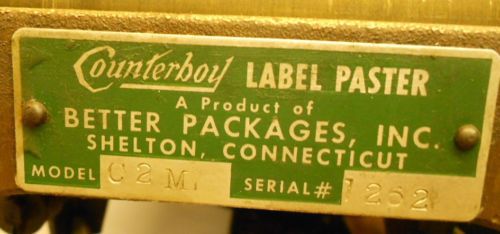 Counterboy LABEL PASTER
A Product of
BETTER PACKAGES, INC.
SHELTON, CONNECTICUT
MODEL C2M SERIAL# 1262